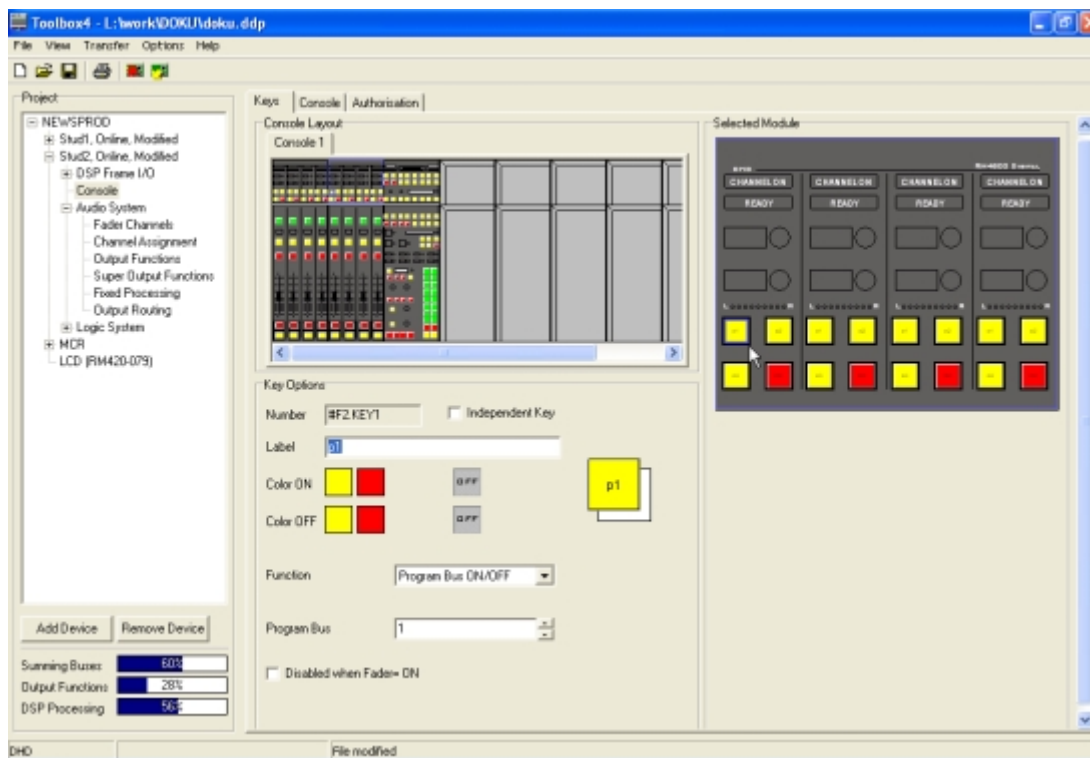 Toolbox4 - L:\work\DOKU\doku.ddp
File View Transfer Options Help
Project
NEWSPROD
Stud1, Online, Modified
Stud2, Online, Modified
DSP Frame I/O
Console
Audio System
Fader Channels
Channel Assignment
Output Functions
Super Output Functions
Fixed Processing
Output Routing
Logic System
MCR
LCD (RM420-079)
Add Device Remove Device
Summing Buses 60%
Output Functions 28%
DSP Processing 56%
Keys Console Authorisation
Console Layout
Console 1
Key Options
Number #F2.KEY1 Independent Key
Label p1
Color ON OFF
Color OFF OFF
p1
Function Program Bus ON/OFF
Program Bus 1
Disabled when Fader= ON
Selected Module
CHANNEL ON CHANNEL ON CHANNEL ON CHANNEL ON
READY READY READY READY
L R L R L R L R
DHD File modified